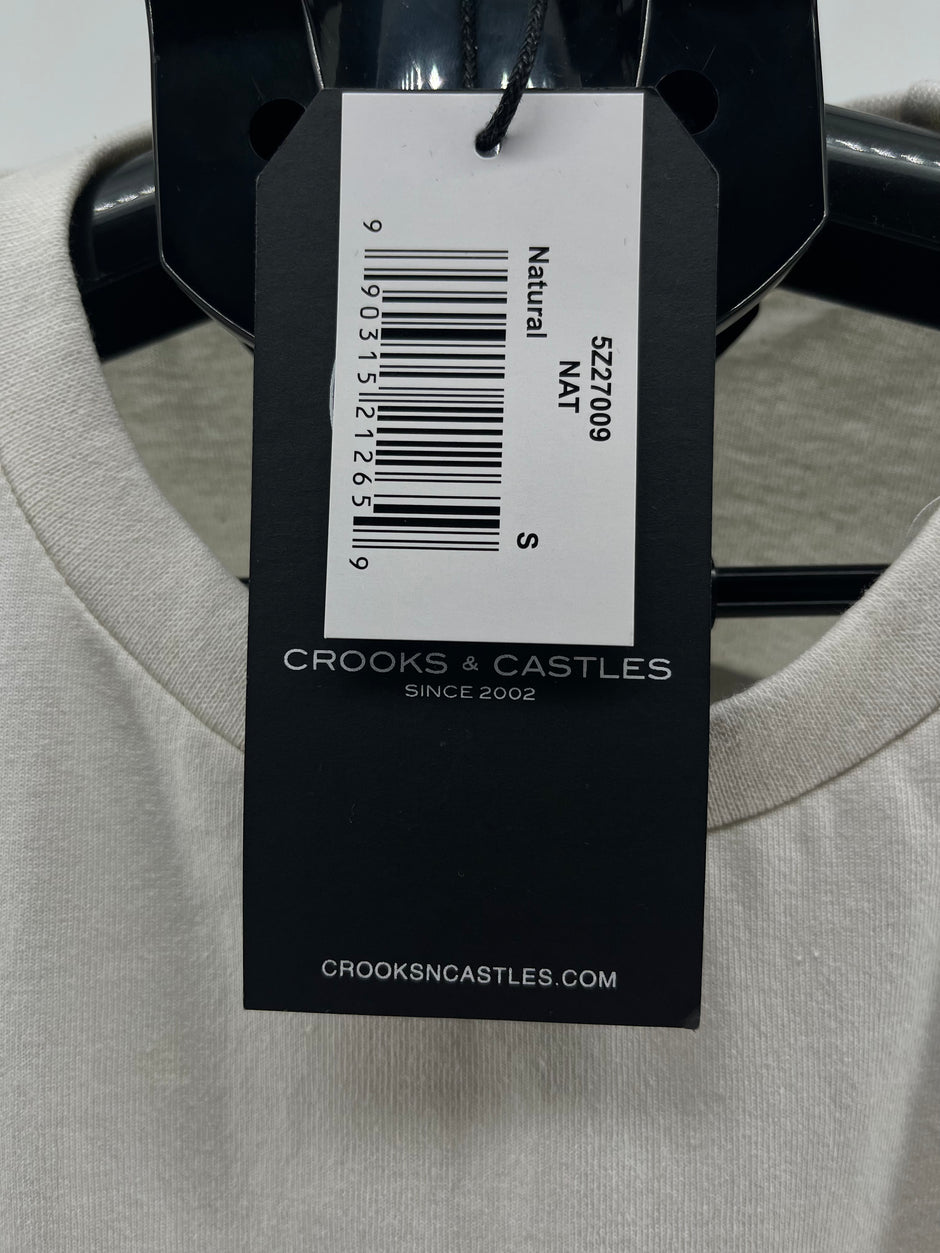 5Z27009
NAT
Natural
S
9 90315 21265 9
CROOKS & CASTLES
SINCE 2002
CROOKSNCASTLES.COM